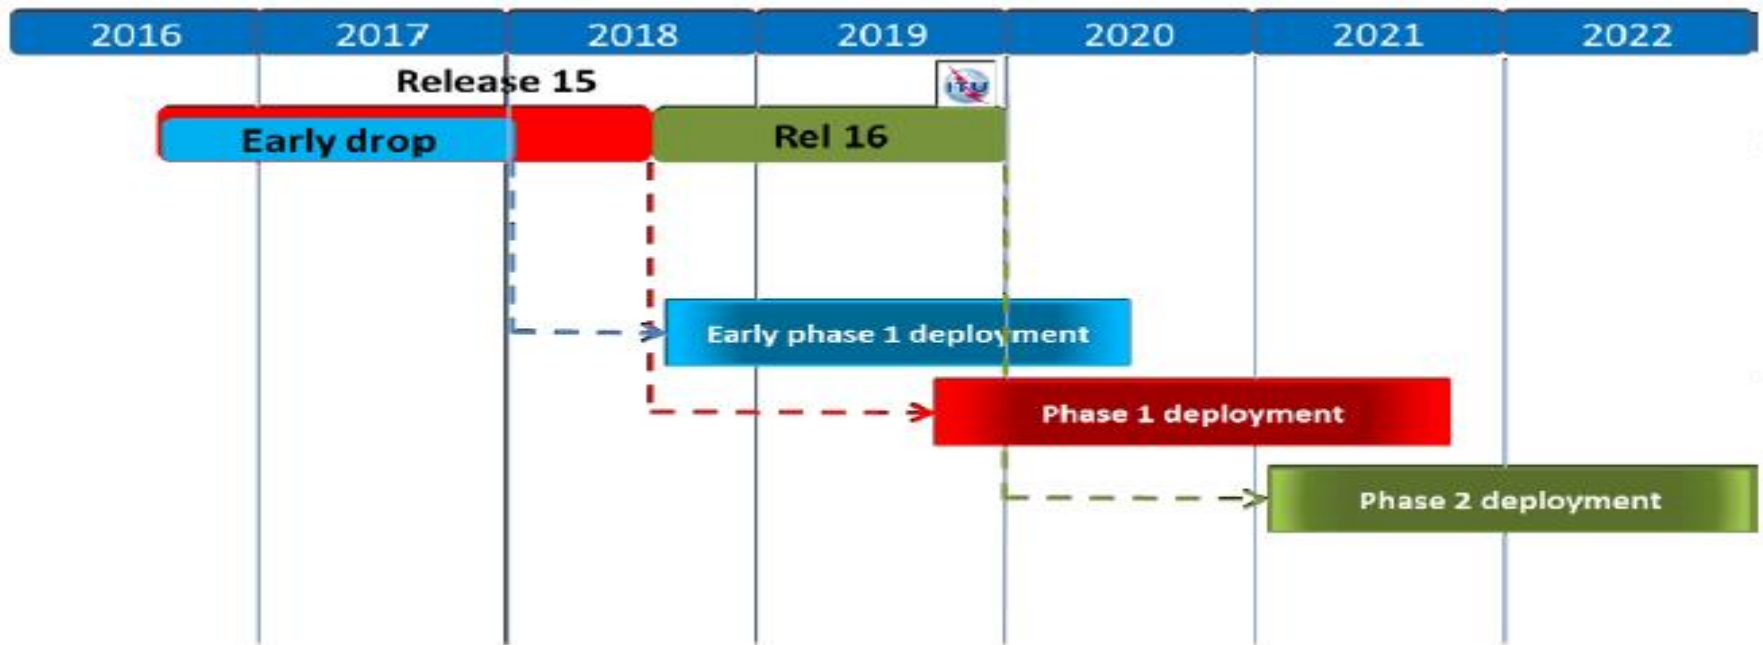 2016 2017 2018 2019 2020 2021 2022
Release 15
ITU
Early drop
Rel 16
Early phase 1 deployment
Phase 1 deployment
Phase 2 deployment